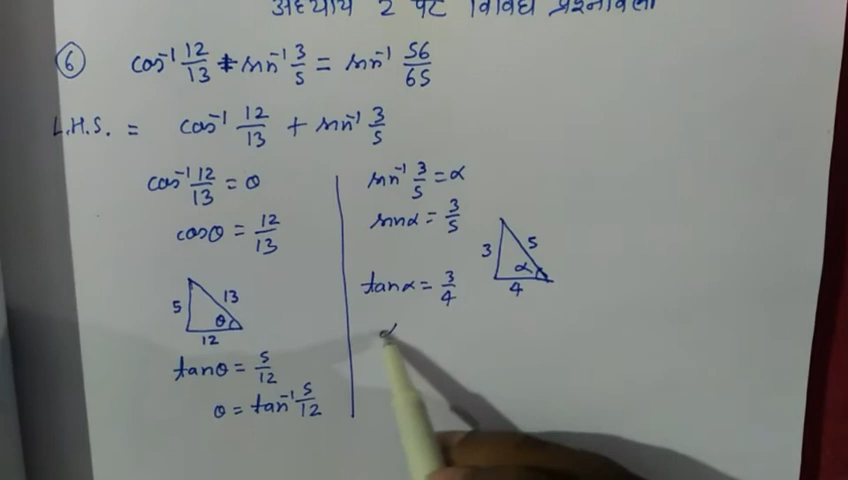 अध्याय 2 पर विविध प्रश्नावली
⑥ cos⁻¹ 12/13 + sin⁻¹ 3/5 = sin⁻¹ 56/65
L.H.S. = cos⁻¹ 12/13 + sin⁻¹ 3/5
cos⁻¹ 12/13 = θ
cosθ = 12/13
5 13 θ
12
tanθ = 5/12
θ = tan⁻¹ 5/12
sin⁻¹ 3/5 = α
sinα = 3/5
3 5 α
4
tanα = 3/4
α